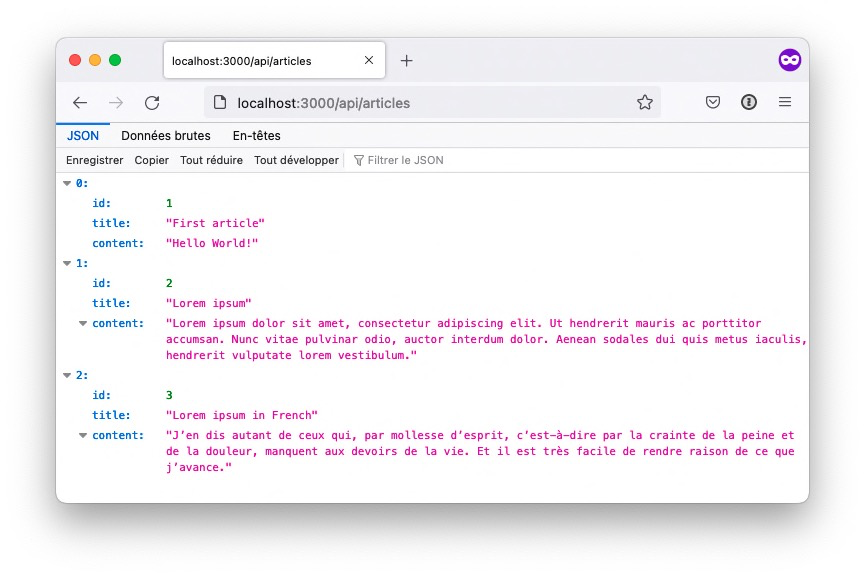 localhost:3000/api/articles
localhost:3000/api/articles
JSON Données brutes En-têtes
Enregistrer Copier Tout réduire Tout développer Filtrer le JSON
0:
id: 1
title: "First article"
content: "Hello World!"
1:
id: 2
title: "Lorem ipsum"
content: "Lorem ipsum dolor sit amet, consectetur adipiscing elit. Ut hendrerit mauris ac porttitor
accumsan. Nunc vitae pulvinar odio, auctor interdum dolor. Aenean sodales dui quis metus iaculis,
hendrerit vulputate lorem vestibulum."
2:
id: 3
title: "Lorem ipsum in French"
content: "J’en dis autant de ceux qui, par mollesse d’esprit, c’est-à-dire par la crainte de la peine et
de la douleur, manquent aux devoirs de la vie. Et il est très facile de rendre raison de ce que
j’avance."